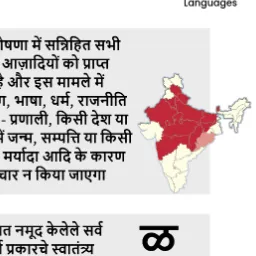 Languages
घोषणा में सन्निहित सभी
आज़ादियों को प्राप्त
है और इस मामले में
भाषा, धर्म, राजनीति
- प्रणाली, किसी देश या
में जन्म, सम्पत्ति या किसी
मर्यादा आदि के कारण
न किया जाएगा
नमूद केलेले सर्व
प्रकारचे स्वातंत्र्य
ळ